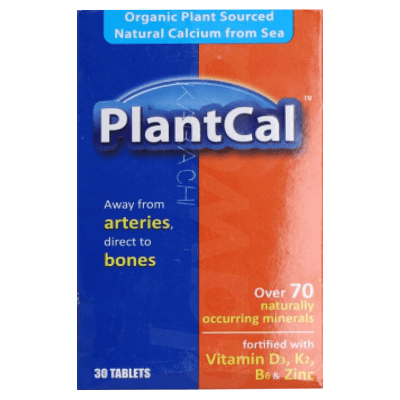 Organic Plant Sourced
Natural Calcium from Sea
PlantCal™
KAMACHI
Away from
arteries,
direct to
bones
Over 70
naturally
occurring minerals
fortified with
Vitamin D3, K2,
B6 & Zinc
30 TABLETS